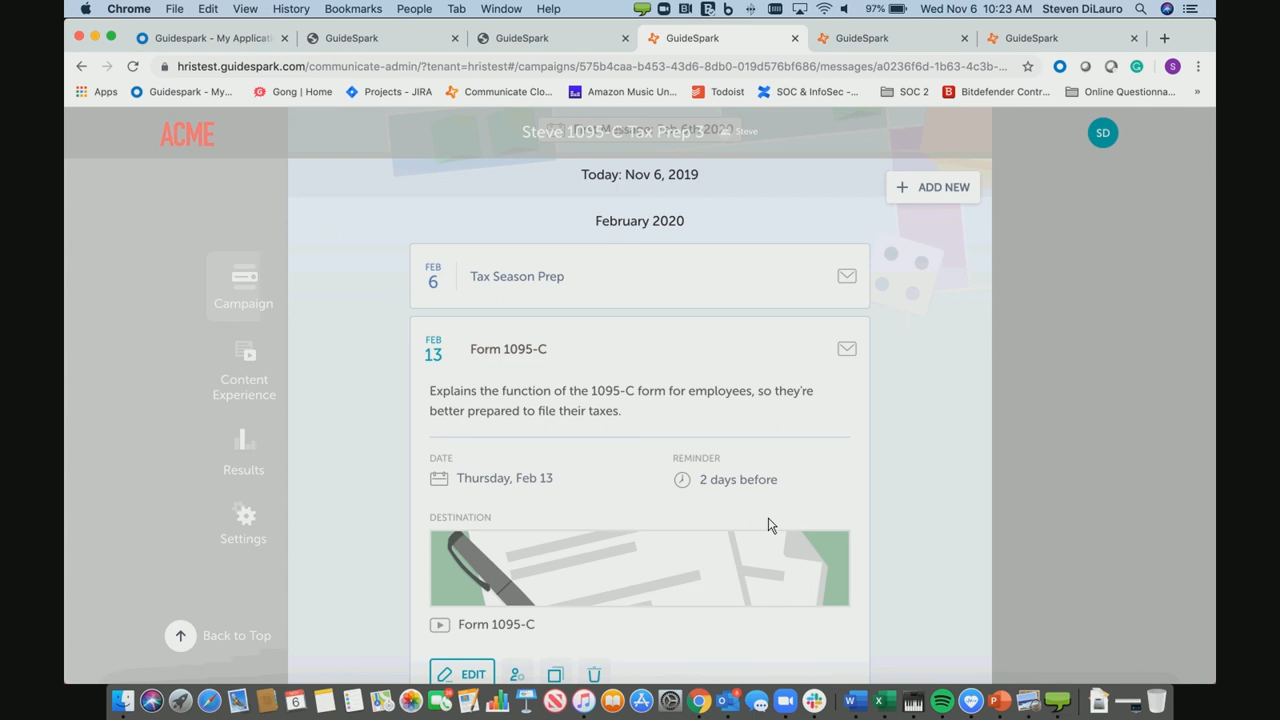 Chrome File Edit View History Bookmarks People Tab Window Help 97% Wed Nov 6 10:23 AM Steven DiLauro
Guidespark - My Applicati GuideSpark GuideSpark GuideSpark GuideSpark GuideSpark
hristest.guidespark.com/communicate-admin/?tenant=hristest#/campaigns/575b4caa-b453-43d6-8db0-019d576bf686/messages/a0236f6d-1b63-4c3b-... S
Apps Guidespark - My... Gong | Home Projects - JIRA Communicate Clo... Amazon Music Un... Todoist SOC & InfoSec -... SOC 2 Bitdefender Contr... Online Questionna... »
ACME
Steve 1095-C Tax Prep 3 Steve
SD
Today: Nov 6, 2019
+ ADD NEW
February 2020
FEB
6
Tax Season Prep
Campaign
FEB
13
Form 1095-C
Content
Experience
Explains the function of the 1095-C form for employees, so they're
better prepared to file their taxes.
Results
DATE
Thursday, Feb 13
REMINDER
2 days before
Settings
DESTINATION
Form 1095-C
Back to Top
EDIT